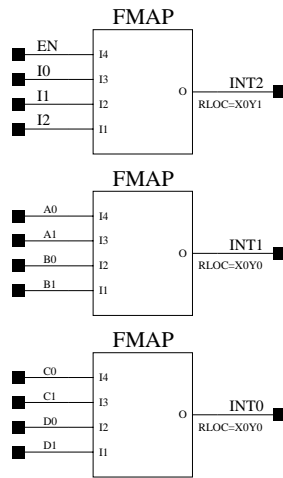 FMAP
EN I4
I0 I3
O INT2
I1 I2
RLOC=X0Y1
I2 I1
FMAP
A0 I4
A1 I3
O INT1
B0 I2
RLOC=X0Y0
B1 I1
FMAP
C0 I4
C1 I3
O INT0
D0 I2
RLOC=X0Y0
D1 I1